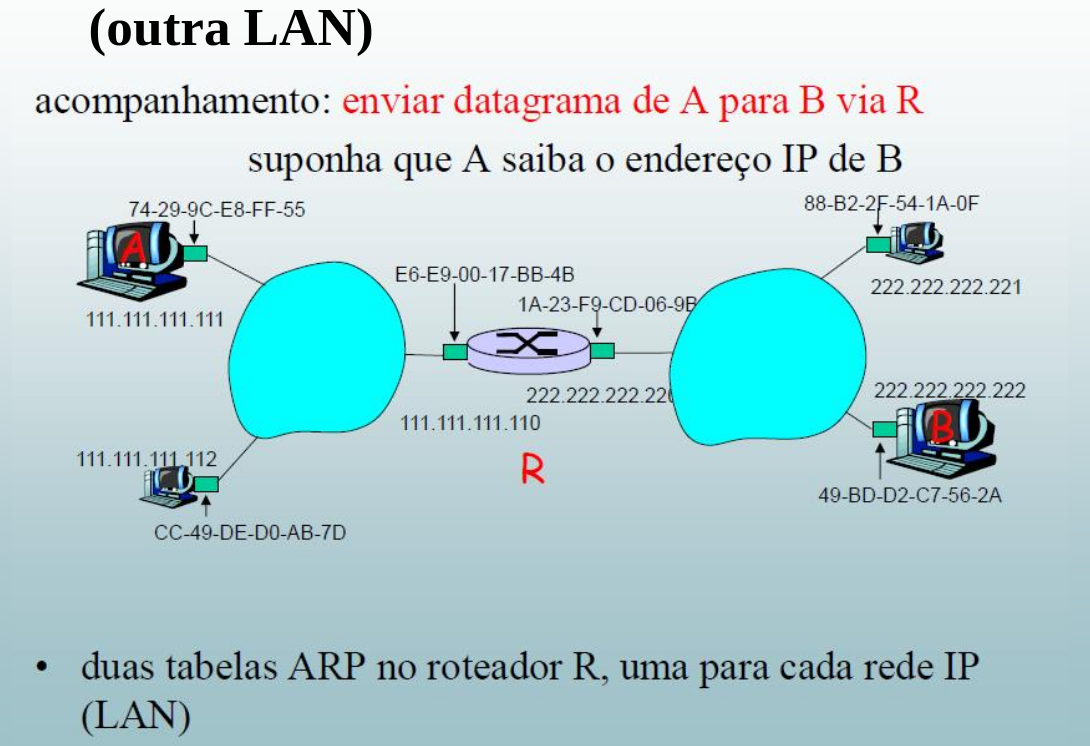 (outra LAN)
acompanhamento: enviar datagrama de A para B via R
suponha que A saiba o endereço IP de B
74-29-9C-E8-FF-55
88-B2-2F-54-1A-0F
A
E6-E9-00-17-BB-4B
222.222.222.221
1A-23-F9-CD-06-9B
111.111.111.111
222.222.222.220
222.222.222.222
111.111.111.110
B
111.111.111.112
R
49-BD-D2-C7-56-2A
CC-49-DE-D0-AB-7D
• duas tabelas ARP no roteador R, uma para cada rede IP
(LAN)